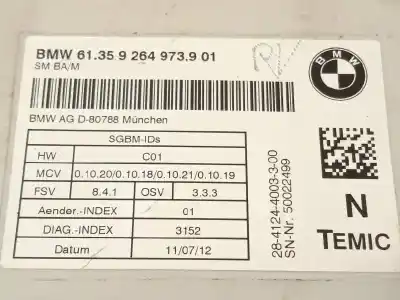 BMW 61.35 9 264 973.9 01
SM BA/M
BMW
BMW AG D-80788 München
SGBM-IDs
HW C01
MCV 0.10.20/0.10.18/0.10.21/0.10.19
FSV 8.4.1 OSV 3.3.3
Aender.-INDEX 01
DIAG.-INDEX 3152
Datum 11/07/12
28-4124-4003-3-00
SN-Nr. 50022499
N
TEMIC